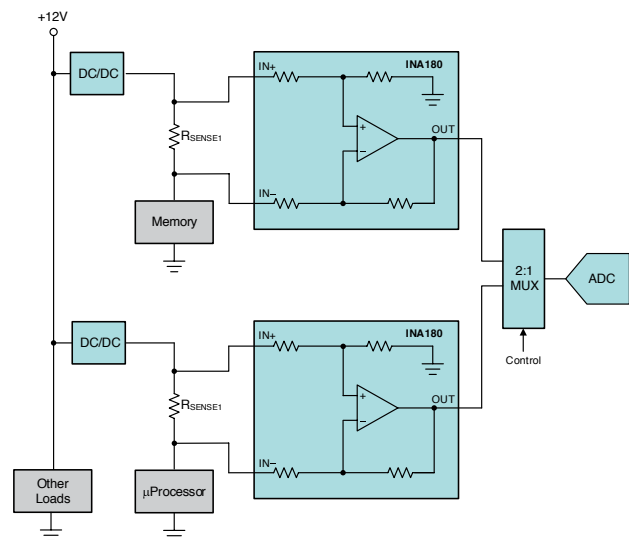 +12V
DC/DC
IN+
INA180
RSENSE1
+
−
OUT
IN−
Memory
2:1
MUX
ADC
Control
DC/DC
IN+
INA180
RSENSE1
+
−
OUT
IN−
Other
Loads
µProcessor